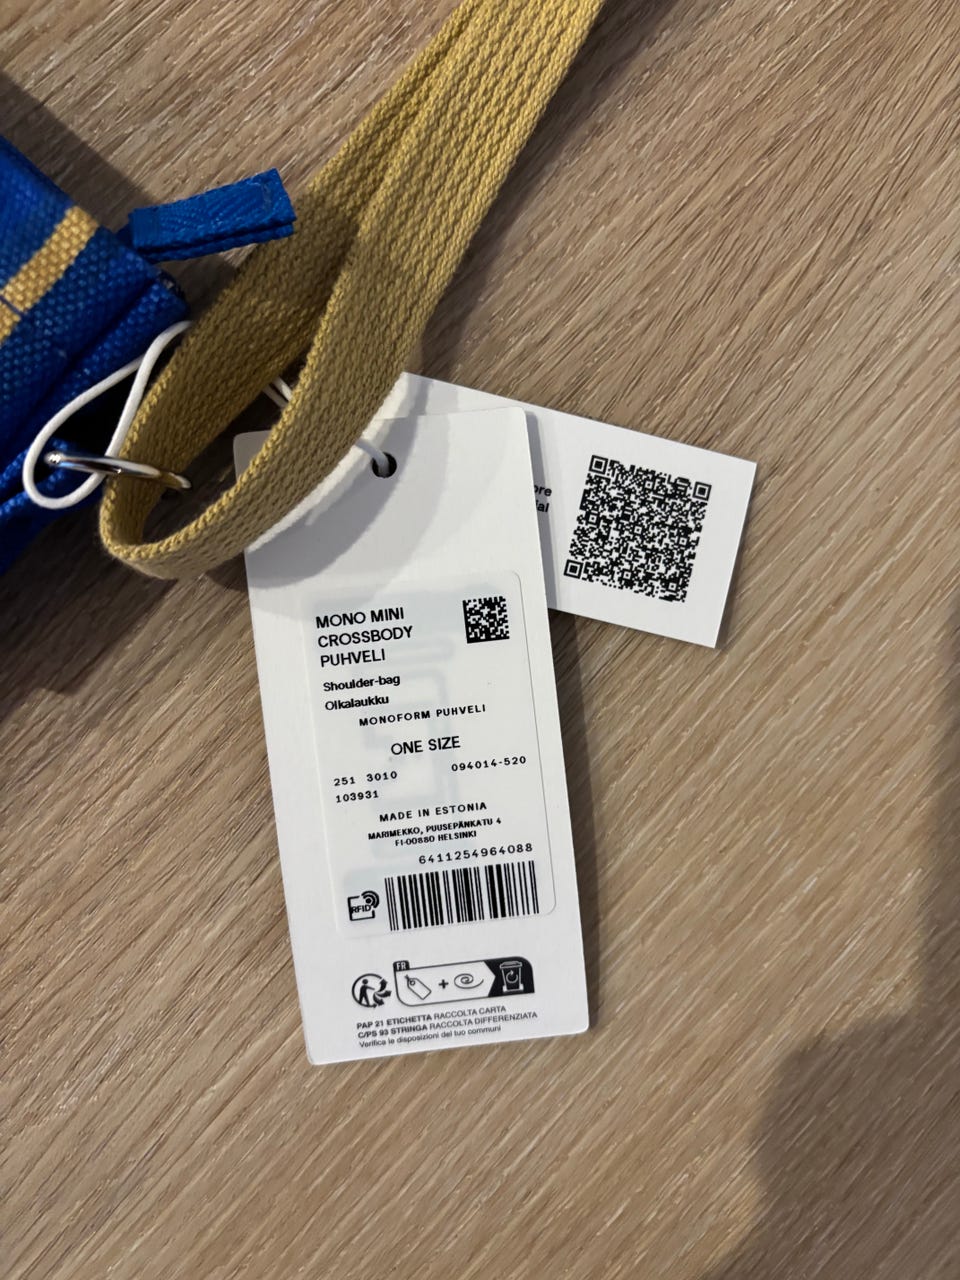 MONO MINI
CROSSBODY
PUHVELI
Shoulder-bag
Olkalaukku
MONOFORM PUHVELI
ONE SIZE
251 3010 094014-520
103931
MADE IN ESTONIA
MARIMEKKO, PUUSEPÄNKATU 4
FI-00880 HELSINKI
6411254964088
RFID
FR
PAP 21 ETICHETTA RACCOLTA CARTA
C/PS 93 STRINGA RACCOLTA DIFFERENZIATA
Verifica le disposizioni del tuo comuni